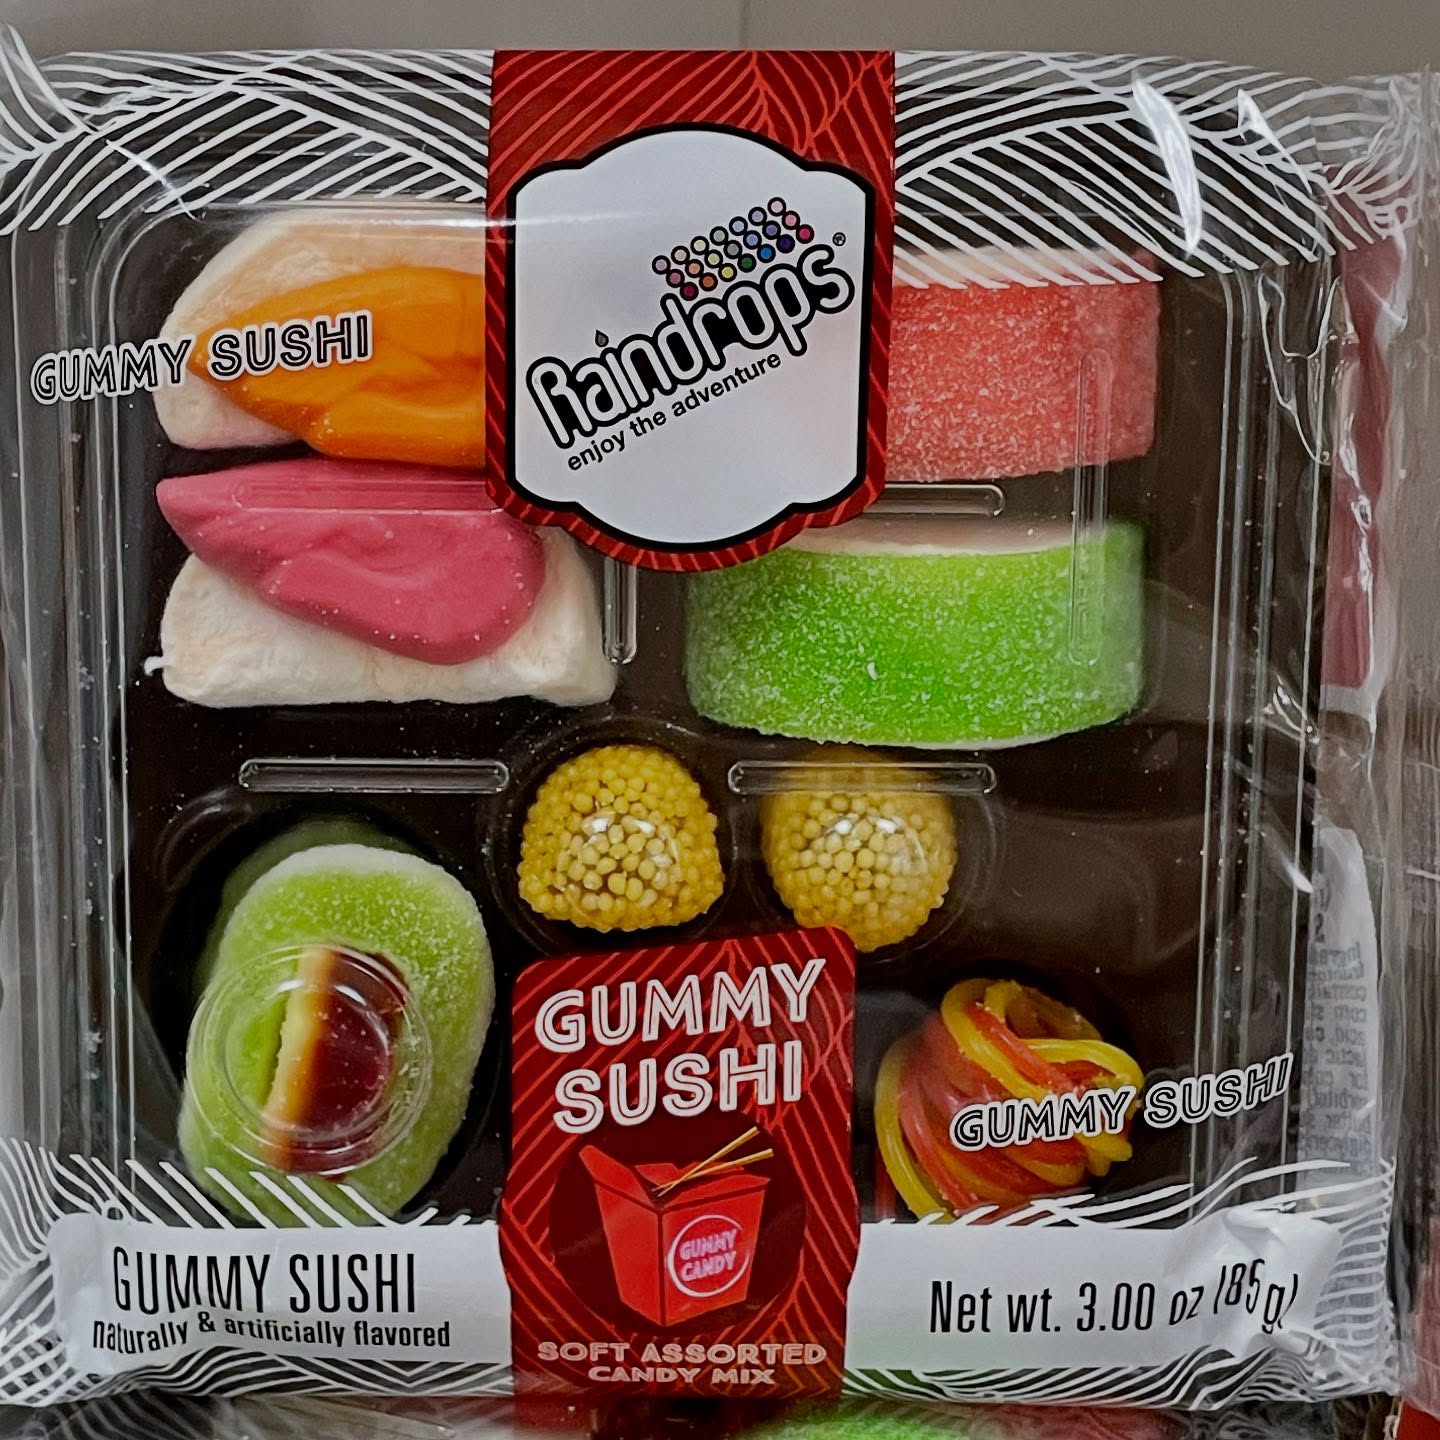 Raindrops®
enjoy the adventure
GUMMY SUSHI
GUMMY
SUSHI
GUMMY SUSHI
GUMMY
CANDY
GUMMY SUSHI
naturally & artificially flavored
Net wt. 3.00 oz (85g)
SOFT ASSORTED
CANDY MIX